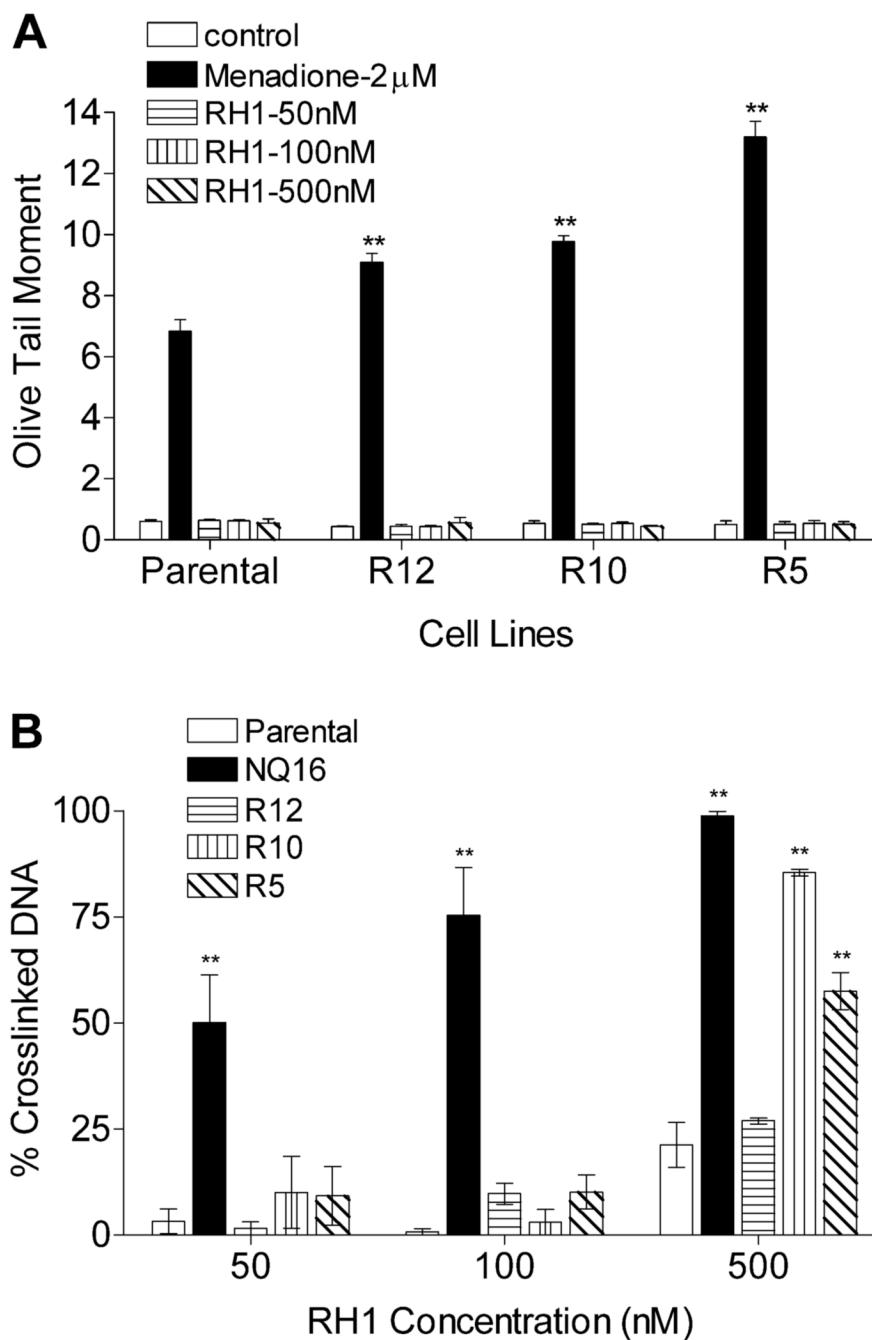 A
control
Menadione-2μM
RH1-50nM
RH1-100nM
RH1-500nM
Olive Tail Moment
14
12
10
8
6
4
2
0
**
**
**
Parental R12 R10 R5
Cell Lines
B
Parental
NQ16
R12
R10
R5
% Crosslinked DNA
100
75
50
25
0
**
**
**
**
**
50 100 500
RH1 Concentration (nM)